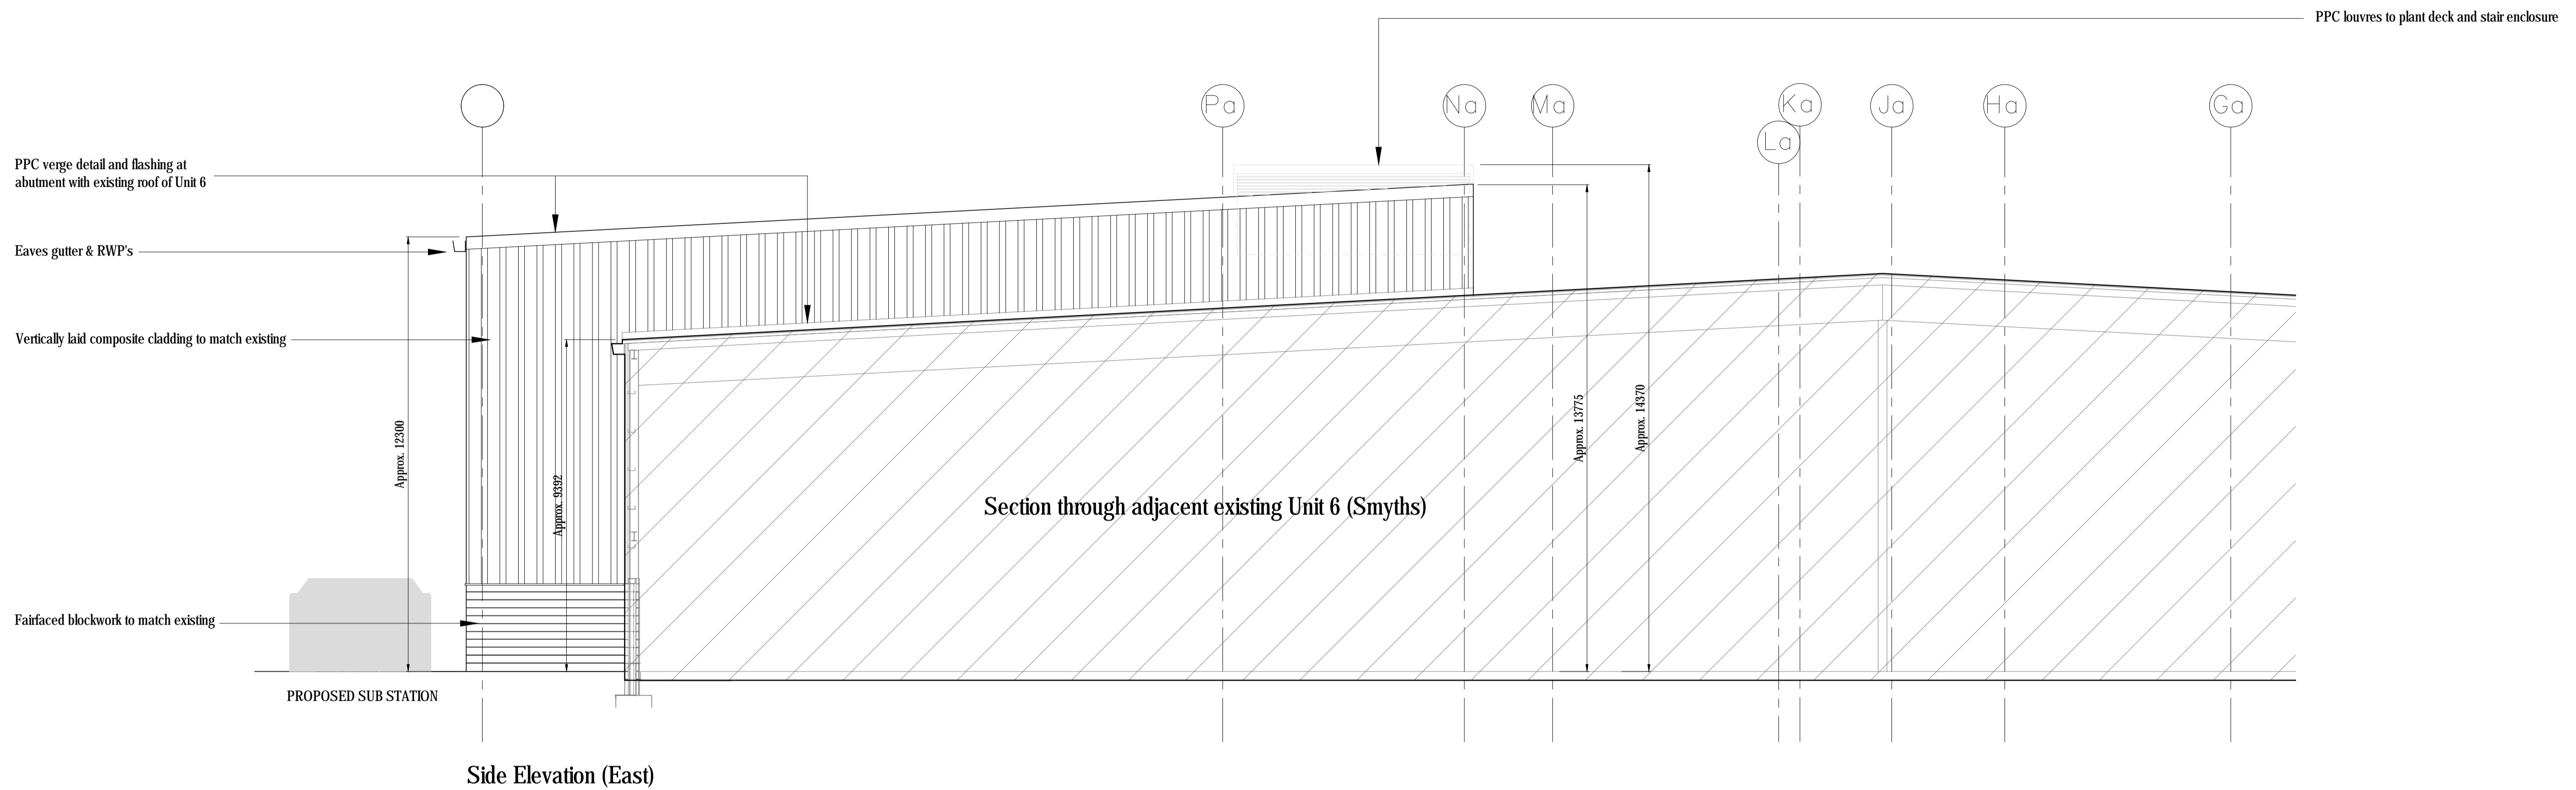 PPC louvres to plant deck and stair enclosure
Pa
Na
Ma
Ka
La
Ja
Ha
Ga
PPC verge detail and flashing at
abutment with existing roof of Unit 6
Eaves gutter & RWP's
Vertically laid composite cladding to match existing
Approx. 12300
Approx. 9392
Approx. 13775
Approx. 14370
Section through adjacent existing Unit 6 (Smyths)
Fairfaced blockwork to match existing
PROPOSED SUB STATION
Side Elevation (East)